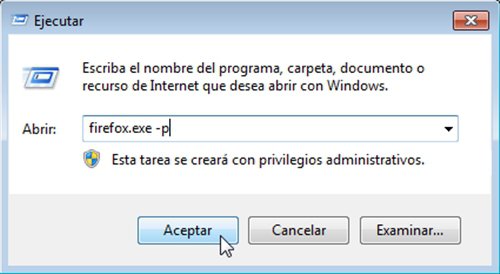 Ejecutar
Escriba el nombre del programa, carpeta, documento o
recurso de Internet que desea abrir con Windows.
Abrir: firefox.exe -p
Esta tarea se creará con privilegios administrativos.
Aceptar Cancelar Examinar...